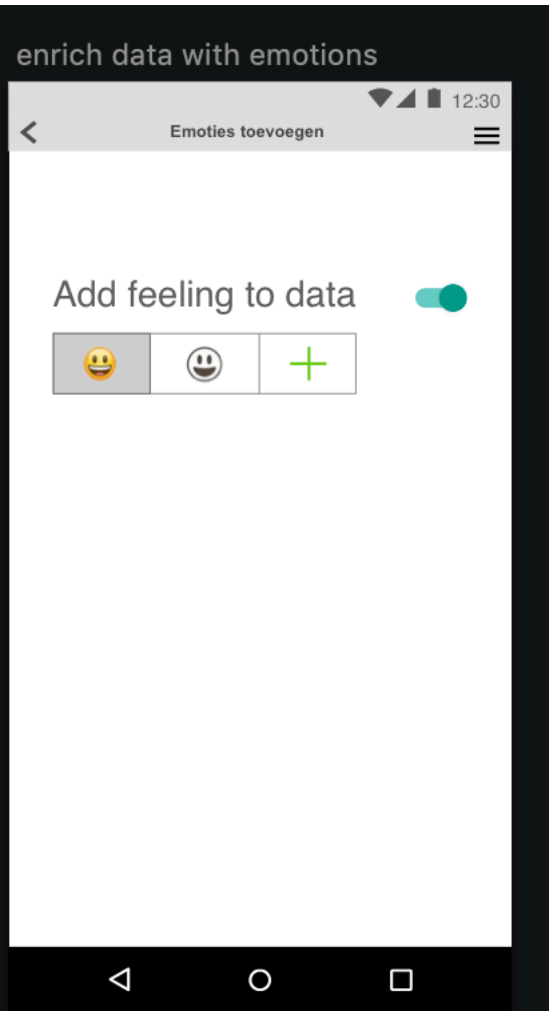 enrich data with emotions
12:30
Emoties toevoegen
Add feeling to data